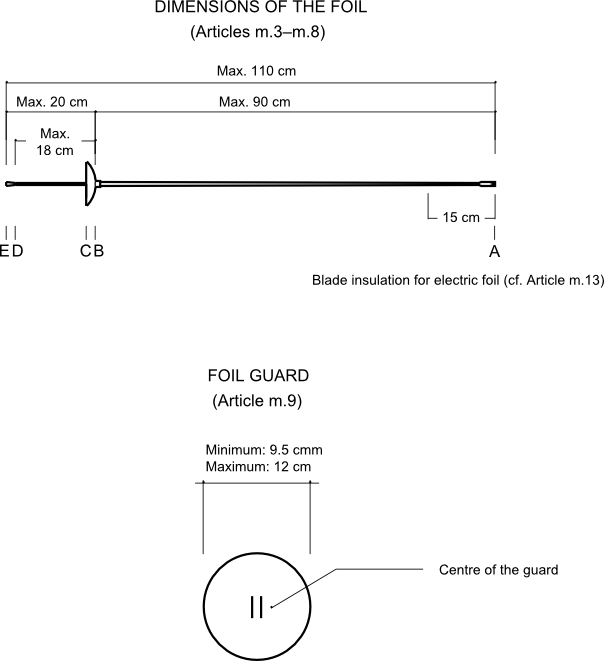 DIMENSIONS OF THE FOIL
(Articles m.3–m.8)
Max. 110 cm
Max. 20 cm
Max. 90 cm
Max.
18 cm
15 cm
E D C B A
Blade insulation for electric foil (cf. Article m.13)
FOIL GUARD
(Article m.9)
Minimum: 9.5 cmm
Maximum: 12 cm
Centre of the guard